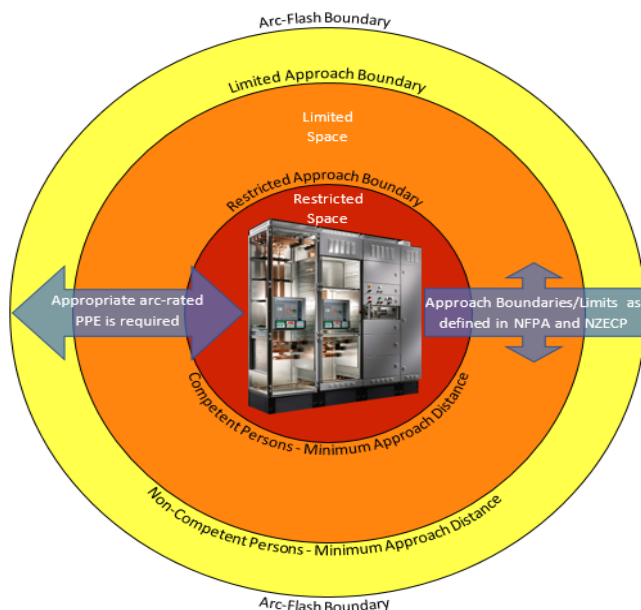 Arc-Flash Boundary
Limited Approach Boundary
Limited
Space
Restricted Approach Boundary
Restricted
Space
Appropriate arc-rated
PPE is required
Approach Boundaries/Limits as
defined in NFPA and NZECP
Competent Persons - Minimum Approach Distance
Non-Competent Persons - Minimum Approach Distance
Arc-Flash Boundary